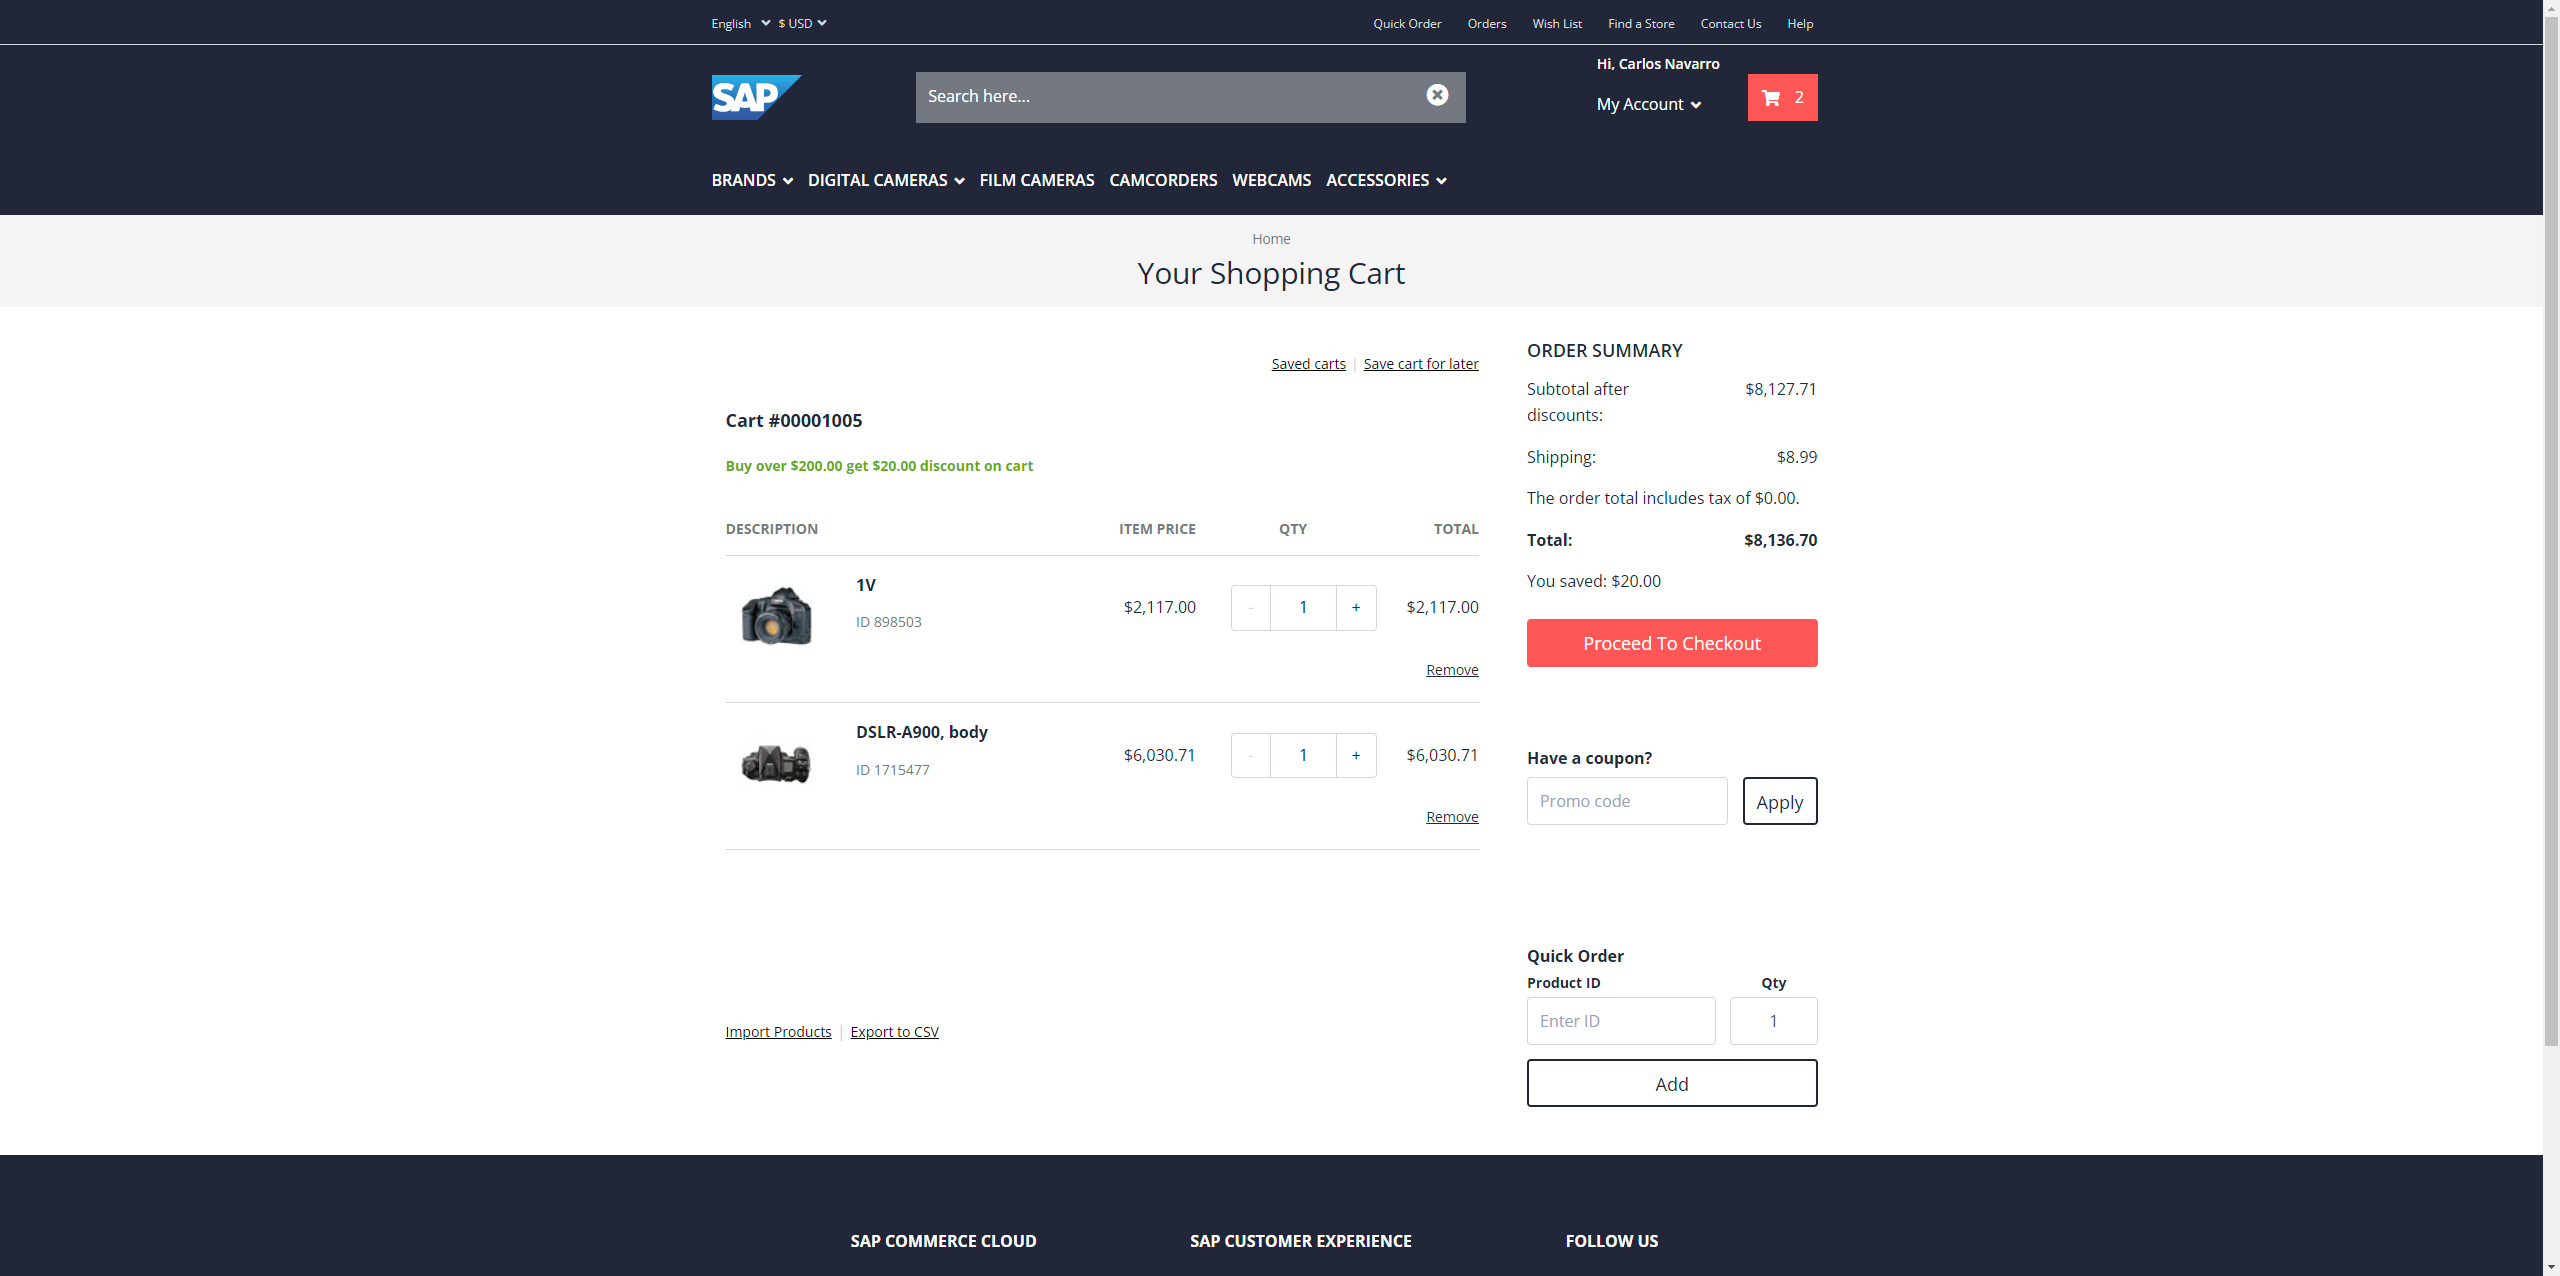 English $ USD
Quick Order Orders Wish List Find a Store Contact Us Help
Hi, Carlos Navarro
SAP
Search here...
My Account
2
BRANDS DIGITAL CAMERAS FILM CAMERAS CAMCORDERS WEBCAMS ACCESSORIES
Home
Your Shopping Cart
Saved carts | Save cart for later
Cart #00001005
Buy over $200.00 get $20.00 discount on cart
DESCRIPTION ITEM PRICE QTY TOTAL
1V
ID 898503
$2,117.00 - 1 + $2,117.00
Remove
DSLR-A900, body
ID 1715477
$6,030.71 - 1 + $6,030.71
Remove
Import Products | Export to CSV
ORDER SUMMARY
Subtotal after $8,127.71
discounts:
Shipping: $8.99
The order total includes tax of $0.00.
Total: $8,136.70
You saved: $20.00
Proceed To Checkout
Have a coupon?
Promo code Apply
Quick Order
Product ID Qty
Enter ID 1
Add
SAP COMMERCE CLOUD SAP CUSTOMER EXPERIENCE FOLLOW US